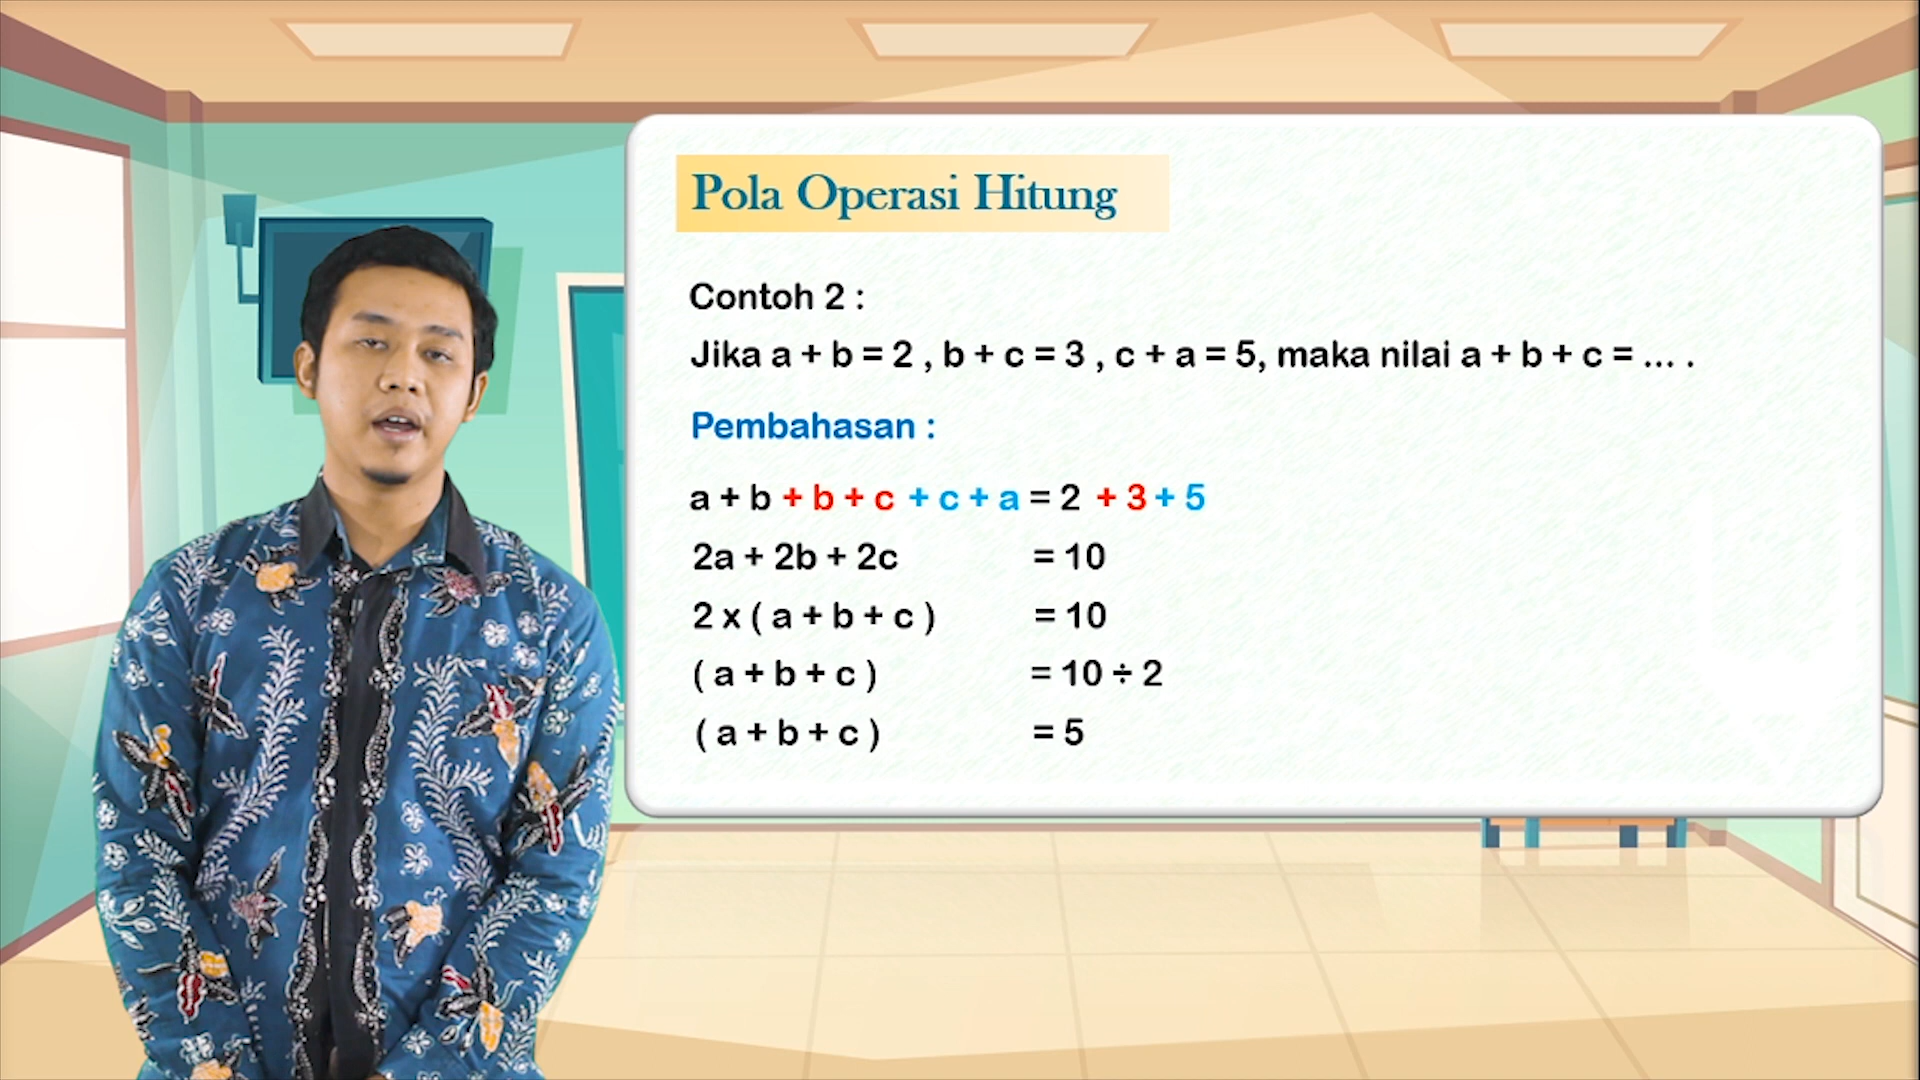 Pola Operasi Hitung
Contoh 2 :
Jika a + b = 2 , b + c = 3 , c + a = 5, maka nilai a + b + c = ... .
Pembahasan :
a + b + b + c + c + a = 2 + 3 + 5
2a + 2b + 2c = 10
2 x ( a + b + c ) = 10
( a + b + c ) = 10 ÷ 2
( a + b + c ) = 5